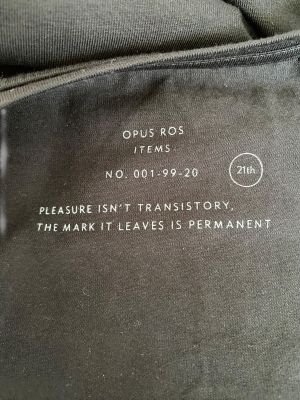 OPUS ROS
ITEMS
NO. 001-99-20
21th.
PLEASURE ISN'T TRANSISTORY,
THE MARK IT LEAVES IS PERMANENT